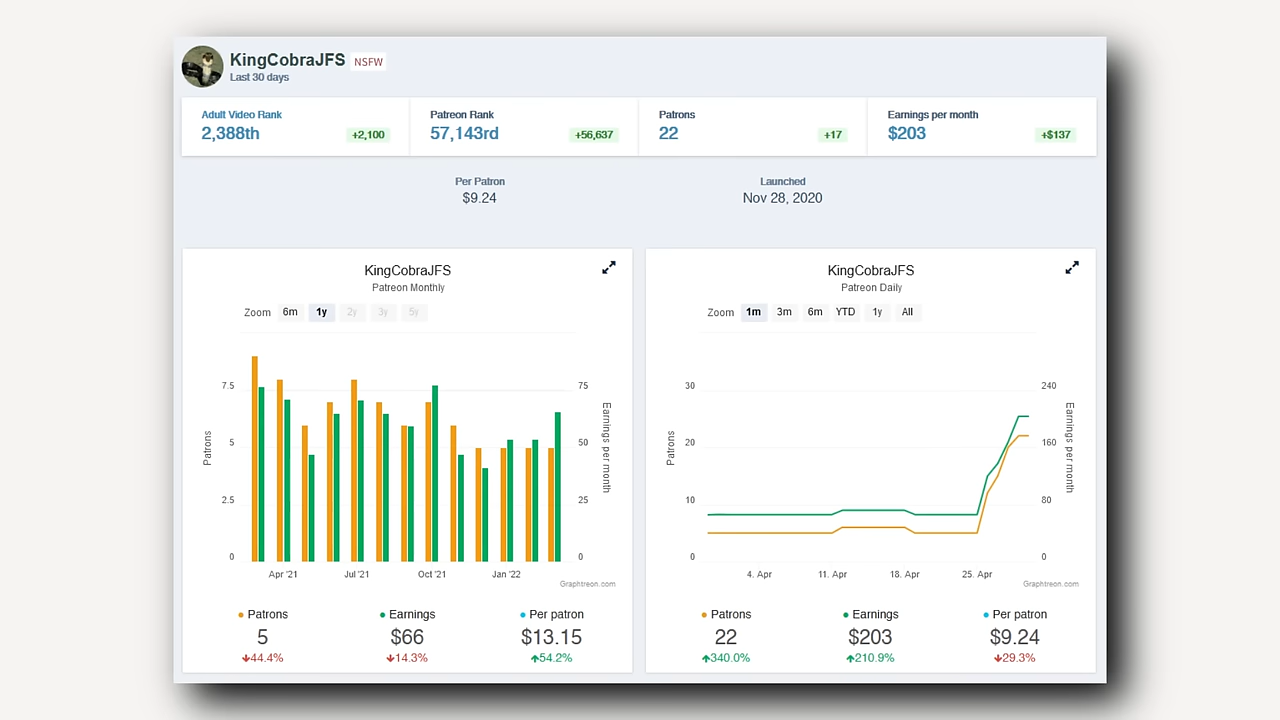 KingCobraJFS NSFW
Last 30 days
Adult Video Rank
2,388th +2,100
Patreon Rank
57,143rd +56,637
Patrons
22 +17
Earnings per month
$203 +$137
Per Patron
$9.24
Launched
Nov 28, 2020
KingCobraJFS
Patreon Monthly
Zoom 6m 1y 2y 3y 5y
7.5 75
5 50
2.5 25
0 0
Patrons
Earnings per month
Apr '21 Jul '21 Oct '21 Jan '22
Graphtreon.com
Patrons Earnings Per patron
5 $66 $13.15
44.4% 14.3% 54.2%
KingCobraJFS
Patreon Daily
Zoom 1m 3m 6m YTD 1y All
30 240
20 160
10 80
0 0
Patrons
Earnings per month
4. Apr 11. Apr 18. Apr 25. Apr
Graphtreon.com
Patrons Earnings Per patron
22 $203 $9.24
340.0% 210.9% 29.3%